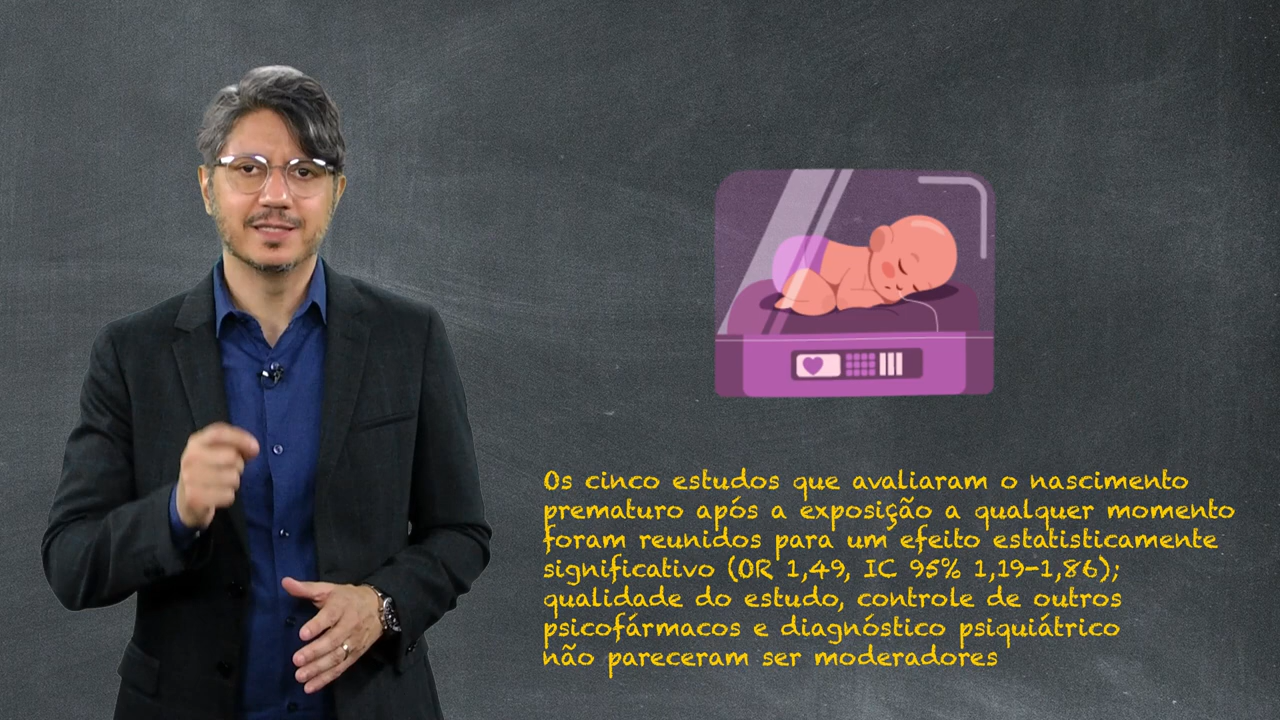 Os cinco estudos que avaliaram o nascimento
prematuro após a exposição a qualquer momento
foram reunidos para um efeito estatisticamente
significativo (OR 1,49, IC 95% 1,19-1,86);
qualidade do estudo, controle de outros
psicofármacos e diagnóstico psiquiátrico
não pareceram ser moderadores